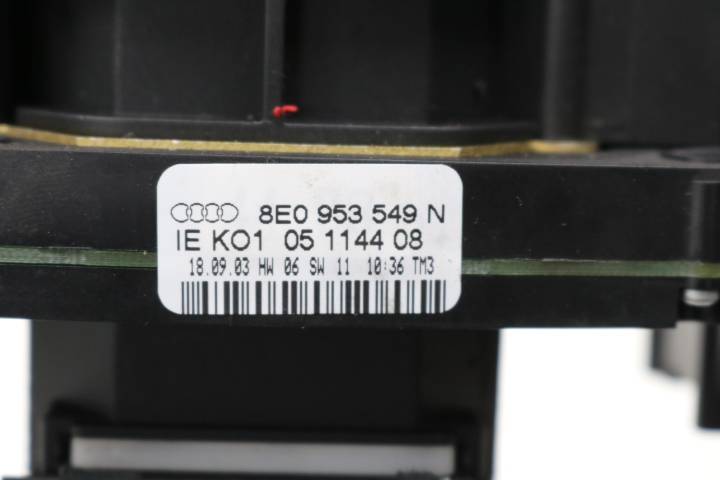 8E0 953 549 N
IE KO1 05 1144 08
18.09.03 HW 06 SW 11 10:36 TM3